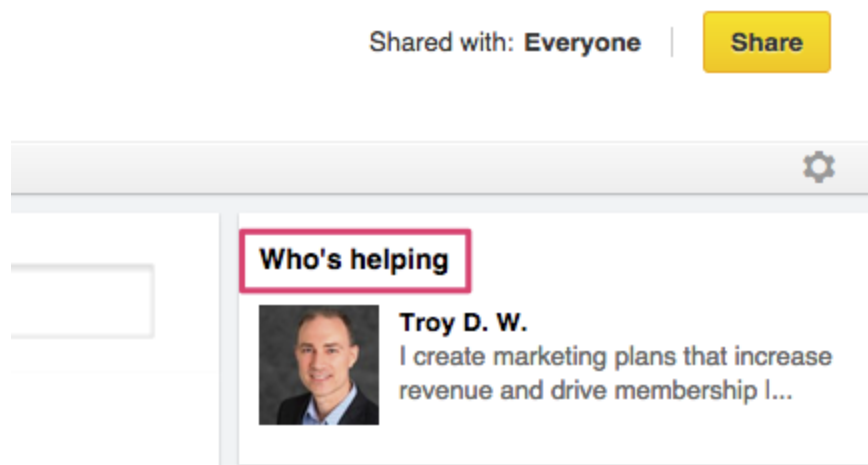 Shared with: Everyone
Share
Who's helping
Troy D. W.
I create marketing plans that increase
revenue and drive membership l...